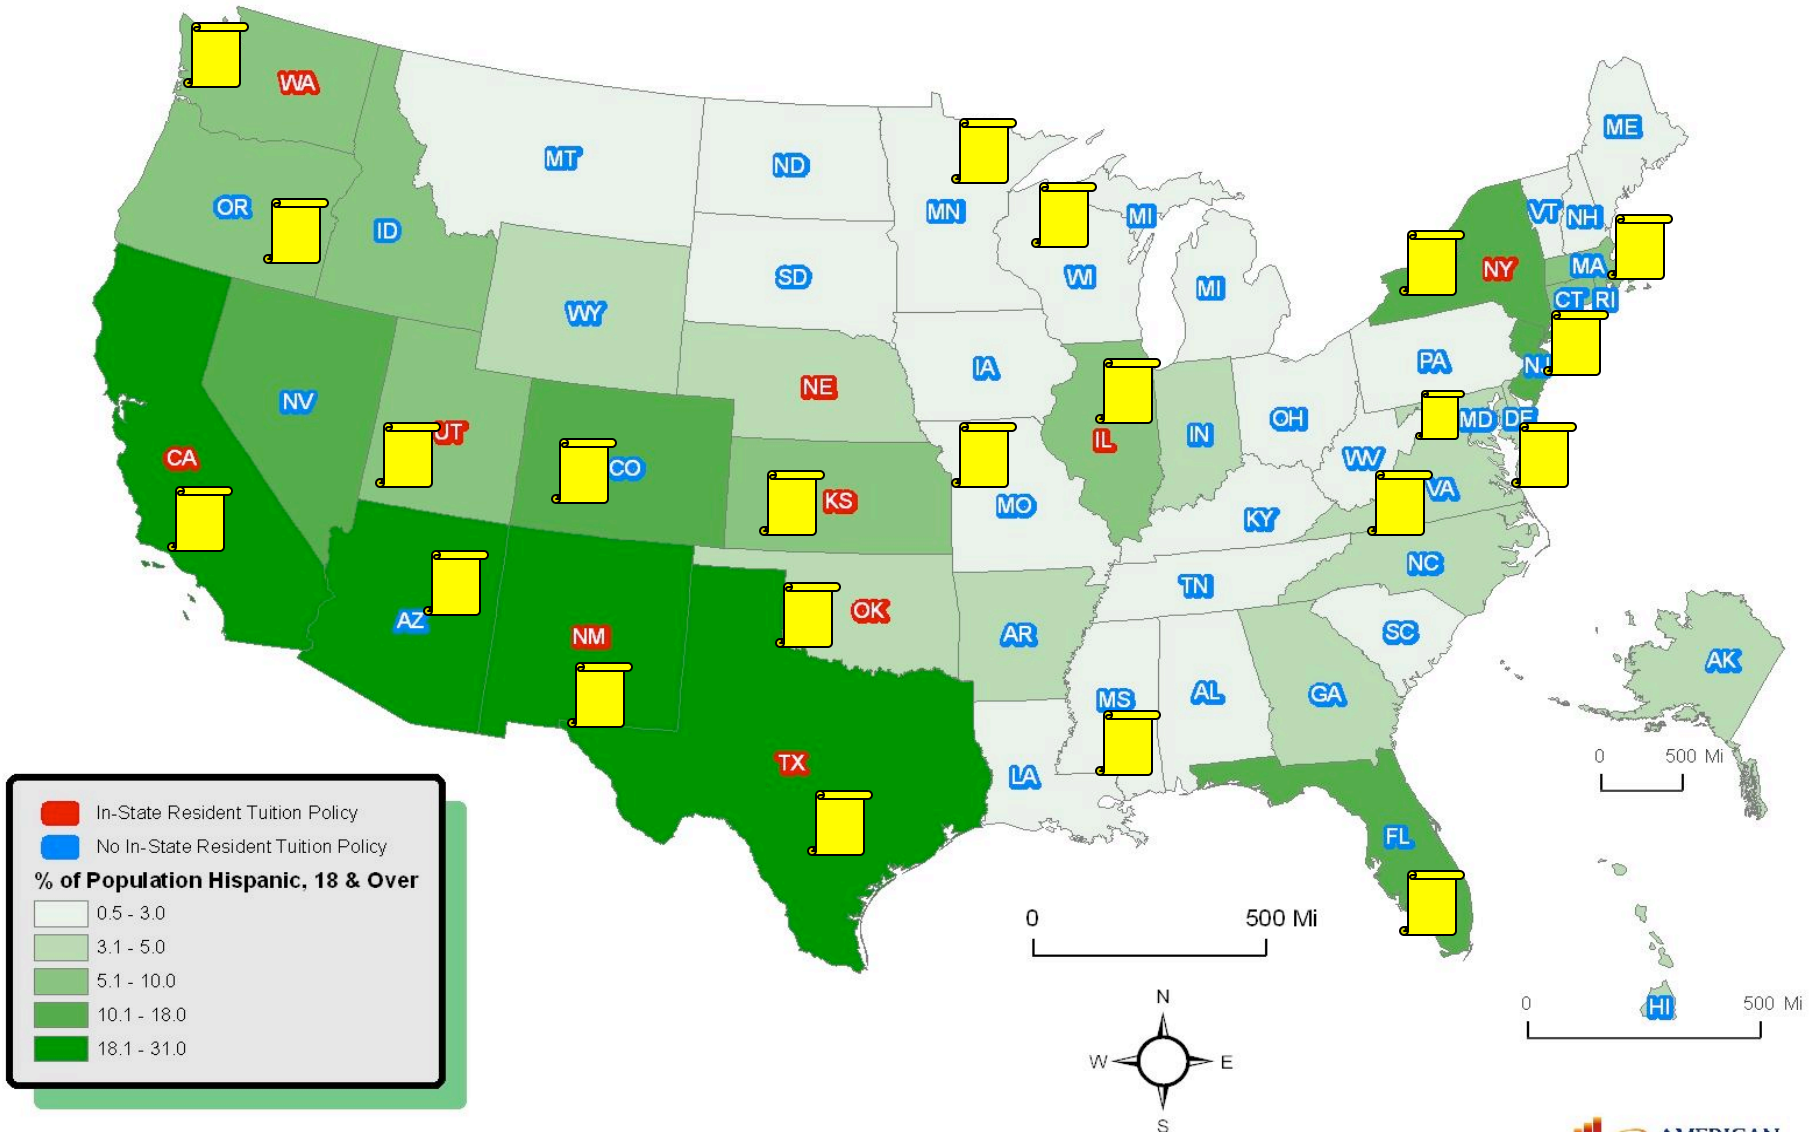 WA
MT
ND
MN
MI
ME
OR
ID
VT
NH
WY
SD
WI
MI
NY
MA
CT
RI
NV
UT
NE
IA
PA
NJ
CA
CO
KS
MO
IL
IN
OH
WV
MD
DE
VA
KY
NC
AZ
NM
OK
AR
TN
SC
AK
TX
LA
MS
AL
GA
0 500 Mi
FL
HI
In-State Resident Tuition Policy
No In-State Resident Tuition Policy
% of Population Hispanic, 18 & Over
0.5 - 3.0
3.1 - 5.0
5.1 - 10.0
10.1 - 18.0
18.1 - 31.0
0 500 Mi
0 500 Mi
N
W E
S
AMERICAN